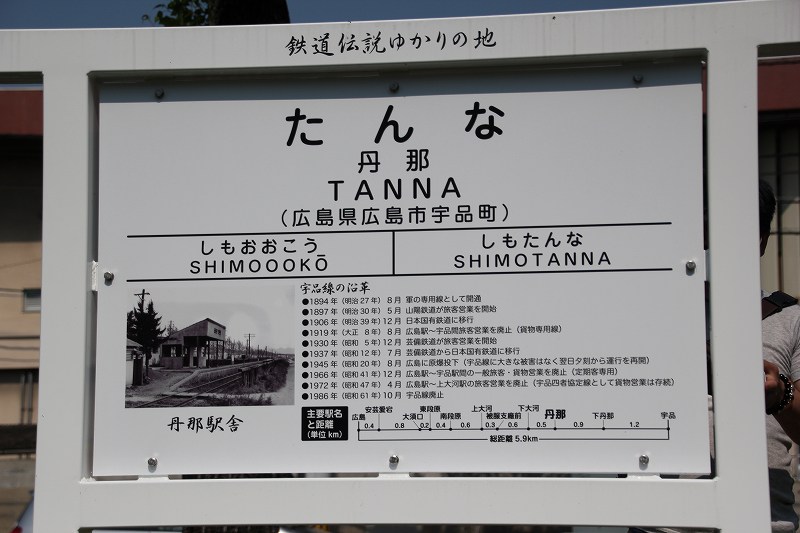 鉄道伝説ゆかりの地
たんな
丹那
TANNA
(広島県広島市宇品町)
しもおおこう
SHIMOOOKŌ
しもたんな
SHIMOTANNA
宇品線の沿革
●1894年(明治27年) 8月 軍の専用線として開通
●1897年(明治30年) 5月 山陽鉄道が旅客営業を開始
●1906年(明治39年)12月 日本国有鉄道に移行
●1919年(大正 8年) 8月 広島駅〜宇品間旅客営業を廃止(貨物専用線)
●1930年(昭和 5年)12月 芸備鉄道が旅客営業を開始
●1937年(昭和12年) 7月 芸備鉄道から日本国有鉄道に移行
●1945年(昭和20年) 8月 広島に原爆投下(宇品線に大きな被害はなく翌日夕刻から運行を再開)
●1966年(昭和41年)12月 広島駅〜宇品駅間の一般旅客・貨物営業を廃止(定期客専用)
●1972年(昭和47年) 4月 広島駅〜上大河駅の旅客営業を廃止(宇品四者協定線として貨物営業は存続)
●1986年(昭和61年)10月 宇品線廃止
丹那駅舎
主要駅名
と距離
(単位km)
安芸愛宕 東段原 上大河 下大河
広島 大須口 南段原 被服支廠前 丹那 下丹那 宇品
0.4 0.8 0.2 0.4 0.6 0.3 0.6 0.5 0.9 1.2
総距離 5.9km